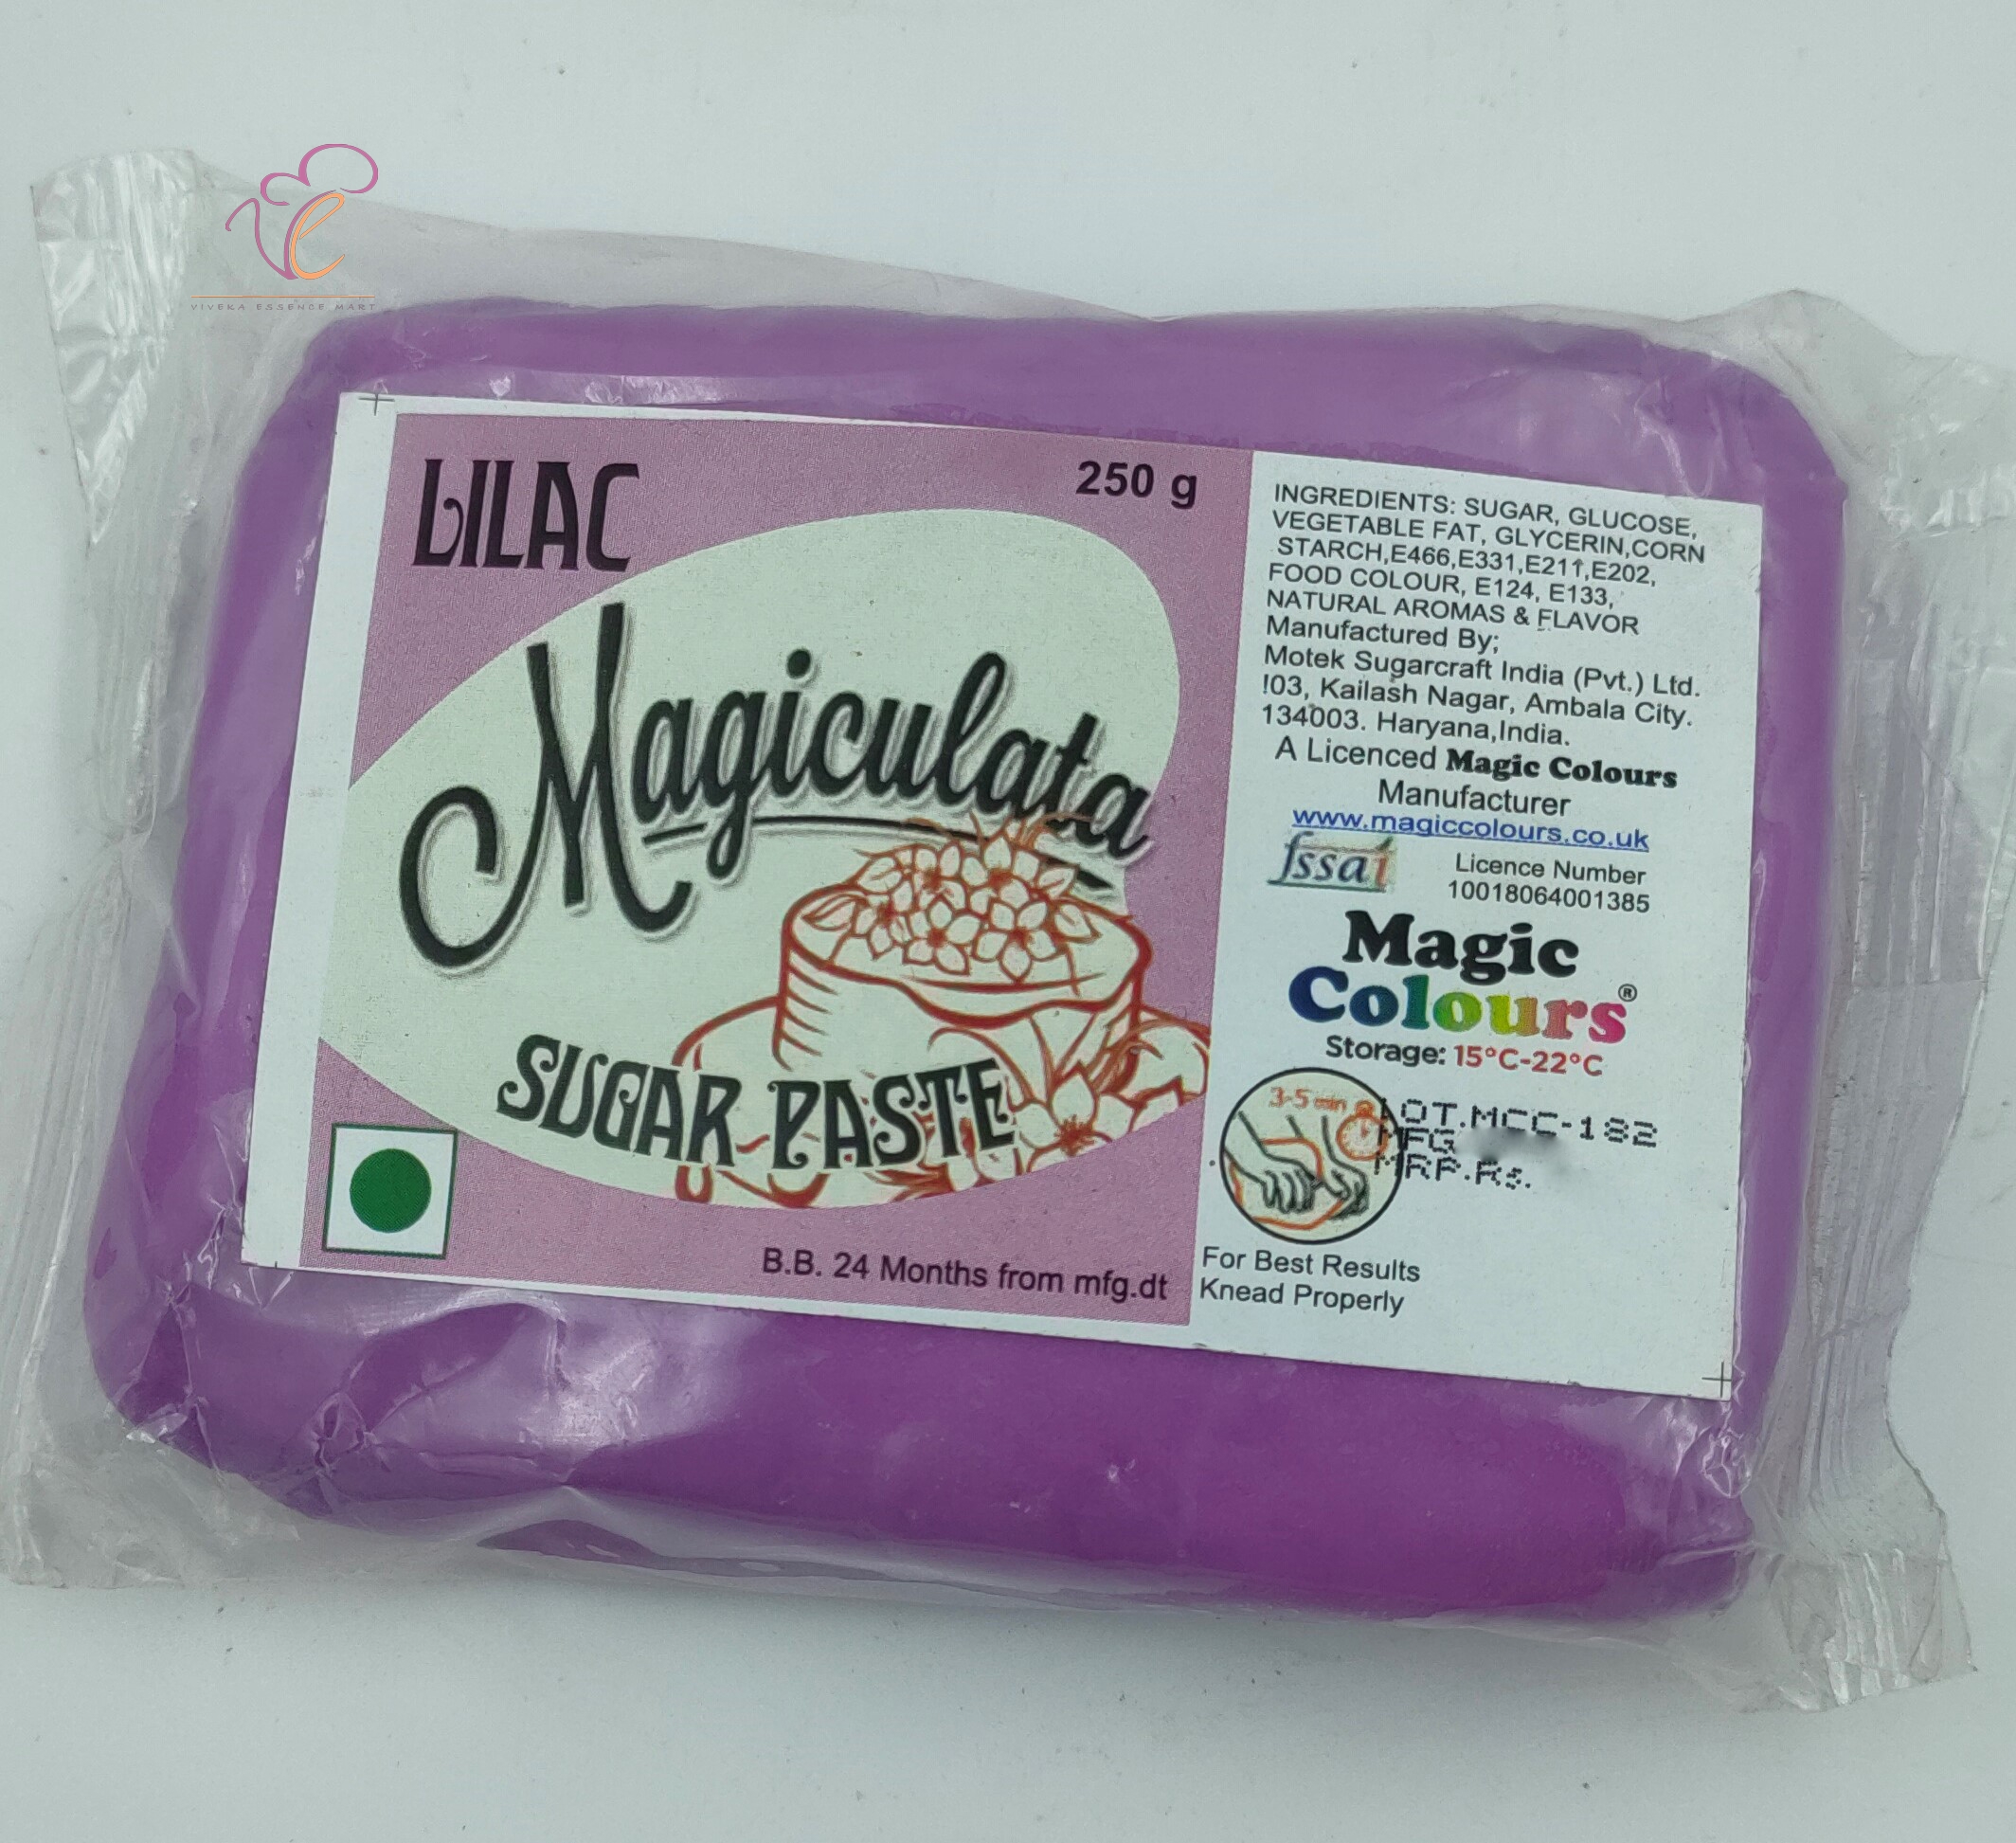 VIVEKA ESSENCE MART
LILAC
250 g
Magiculata
SUGAR PASTE
B.B. 24 Months from mfg.dt
INGREDIENTS: SUGAR, GLUCOSE,
VEGETABLE FAT, GLYCERIN,CORN
STARCH,E466,E331,E211,E202,
FOOD COLOUR, E124, E133,
NATURAL AROMAS & FLAVOR
Manufactured By;
Motek Sugarcraft India (Pvt.) Ltd.
!03, Kailash Nagar, Ambala City.
134003. Haryana,India.
A Licenced Magic Colours
Manufacturer
www.magiccolours.co.uk
fssai
Licence Number
10018064001385
Magic
Colours®
Storage: 15°C-22°C
3-5 min
LOT.MCC-182
MFG
MRP.Rs.
For Best Results
Knead Properly